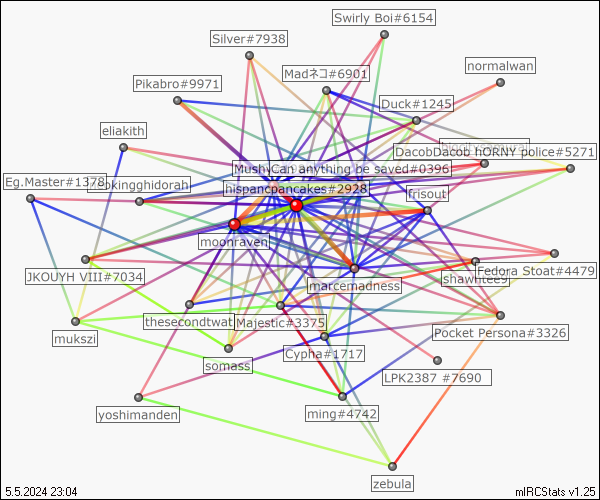 Swirly Boi#6154
Silver#7938
Madネコ#6901
normalwan
Pikabro#9971
Duck#1245
eliakith
DacobDacob hORNY police#5271
MushyCan anything be saved#0396
Eg.Master#1378
okingghidorah
hispancpancakes#2928
frisout
moonraven
JKOUYH VII#7034
Fedora Stoat#4479
shawntees
marcemadness
thesecondtwat
Majestic#3375
Pocket Persona#3326
mukszi
Cypha#1717
somass
LPK2387 #7690
yoshimanden
ming#4742
zebula
5.5.2024 23:04
mIRCStats v1.25